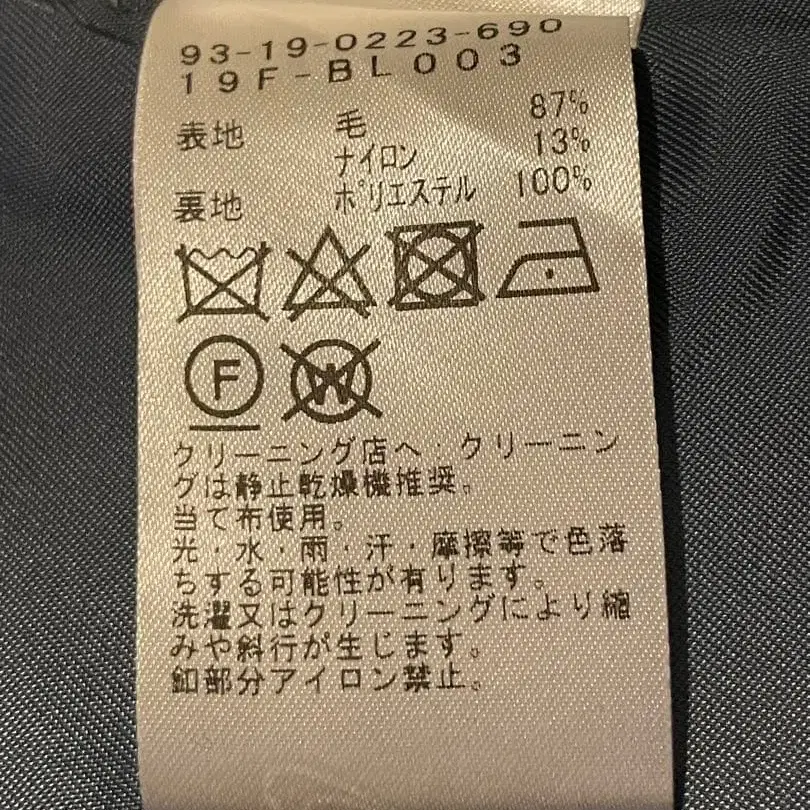 93-19-0223-690
19F-BL003
表地 毛 87%
ナイロン 13%
裏地 ポリエステル 100%
F W
クリーニング店へ・クリーニン
グは静止乾燥機推奨。
当て布使用。
光・水・雨・汗・摩擦等で色落
ちする可能性が有ります。
洗濯又はクリーニングにより縮
みや斜行が生じます。
釦部分アイロン禁止。